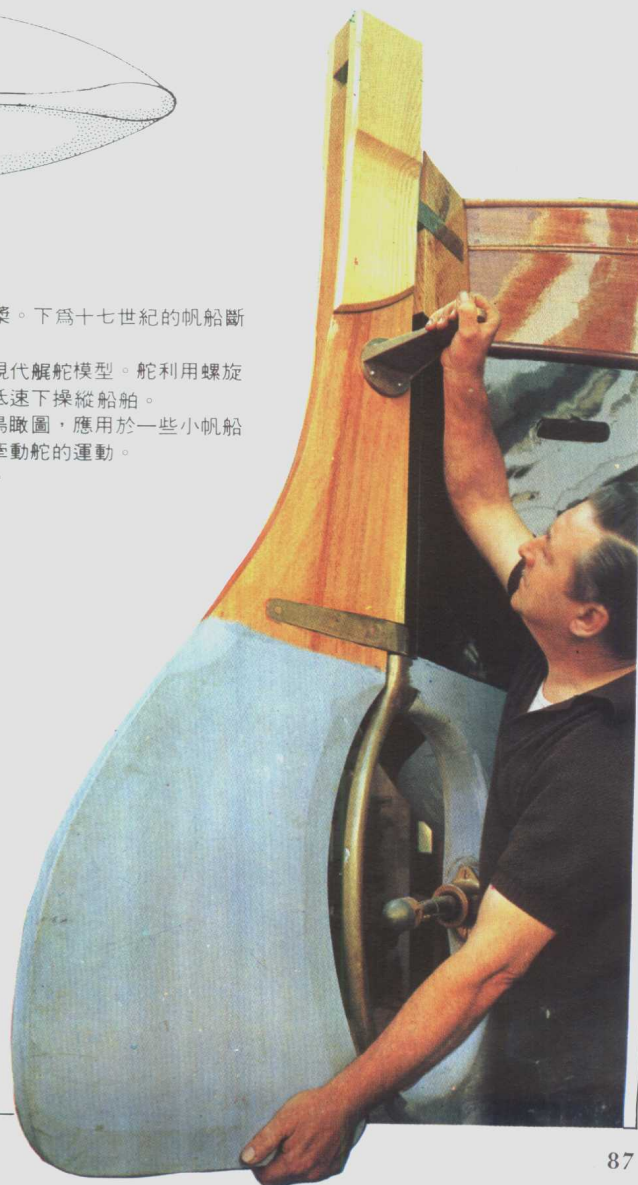 槳。下爲十七世紀的帆船斷
現代艉舵模型。舵利用螺旋
低速下操縱船舶。
鳥瞰圖，應用於一些小帆船
牽動舵的運動。
87